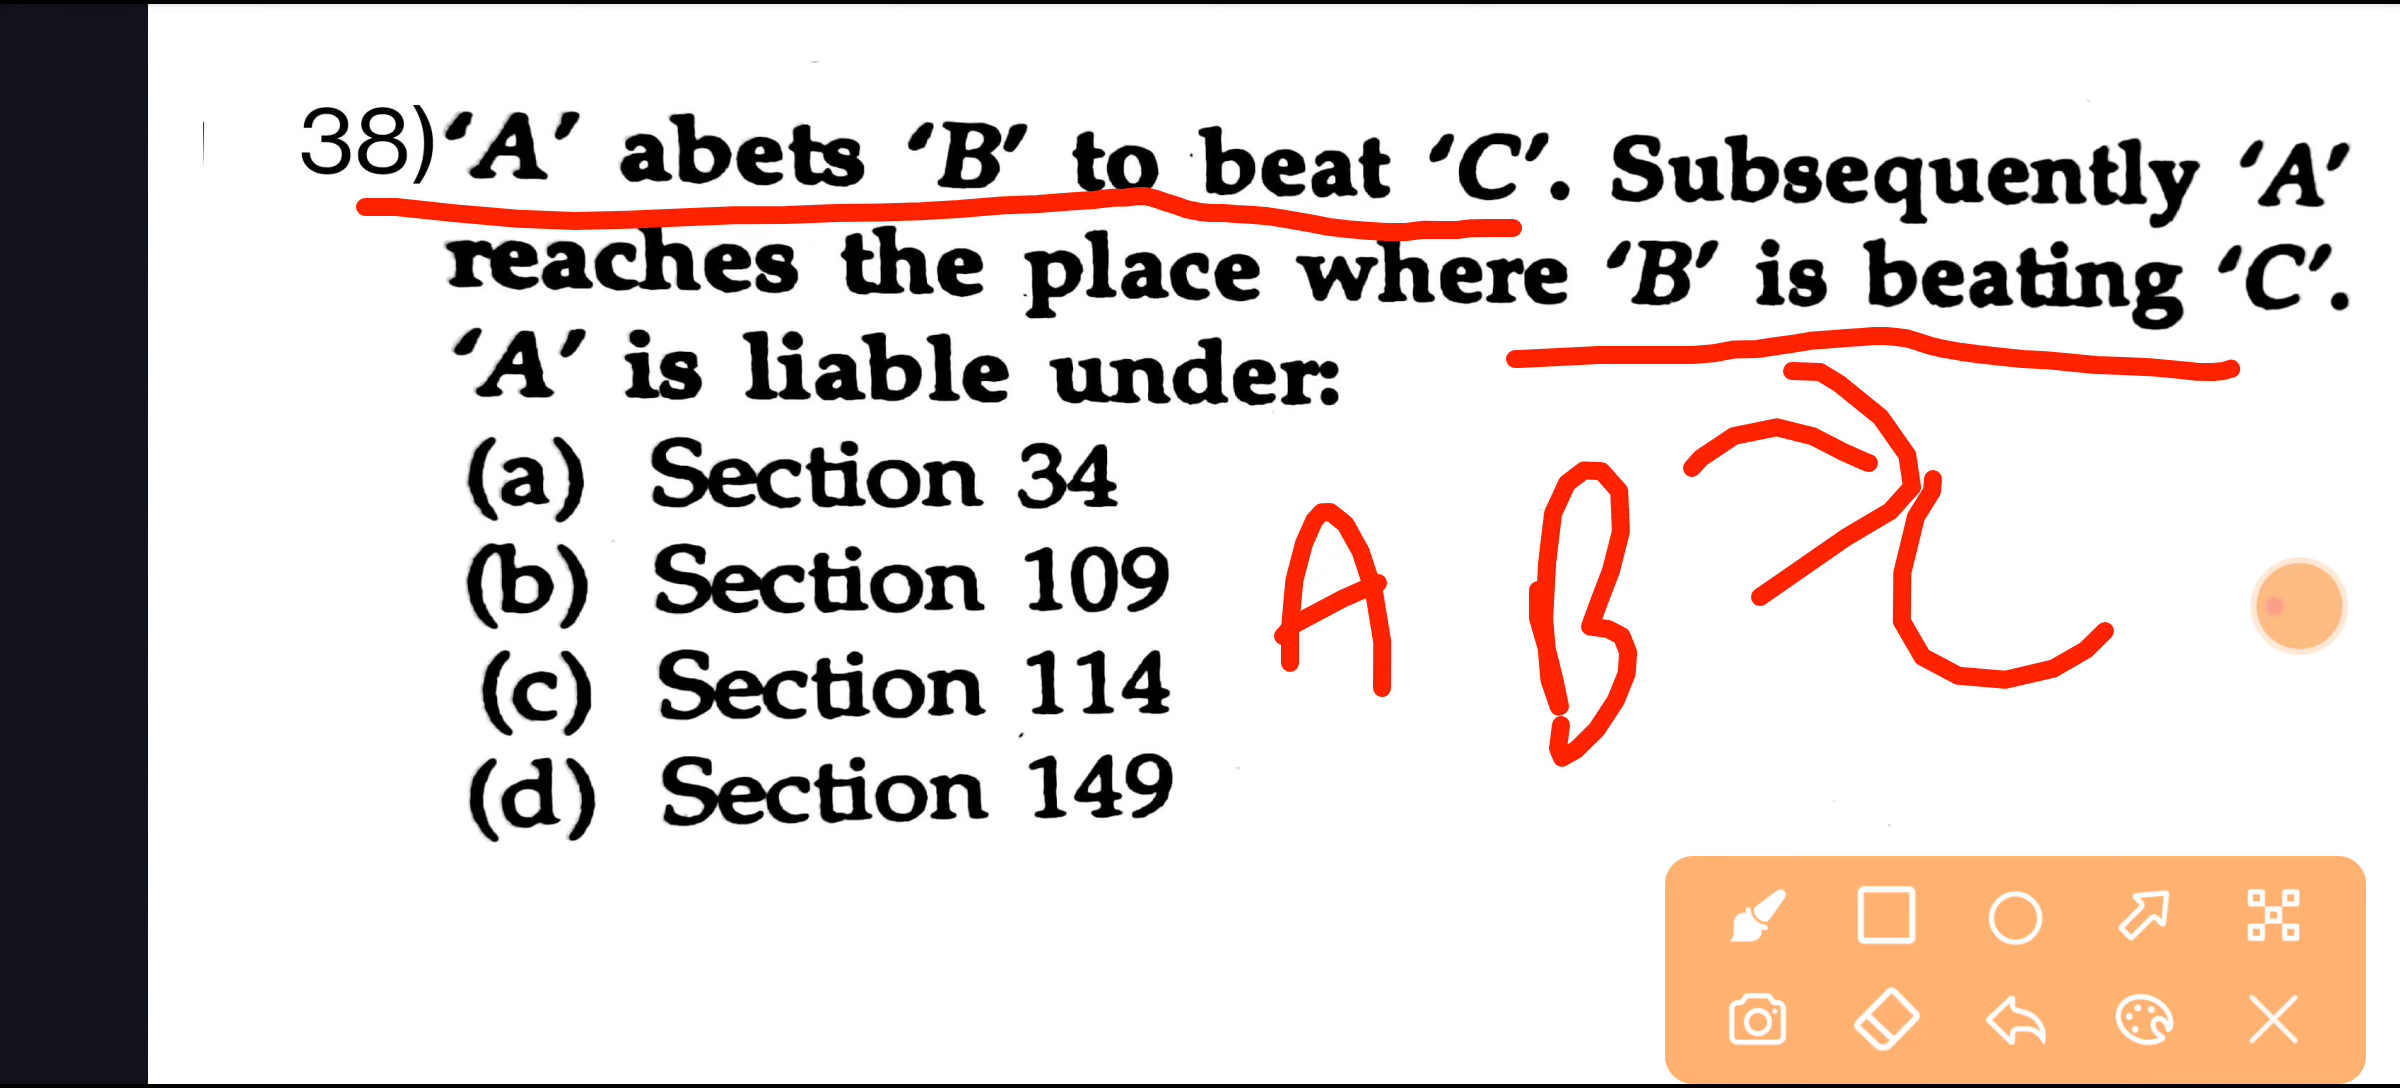 38) ‘A’ abets ‘B’ to beat ‘C’. Subsequently ‘A’
reaches the place where ‘B’ is beating ‘C’.
‘A’ is liable under:
(a) Section 34
(b) Section 109
(c) Section 114
(d) Section 149
A B C